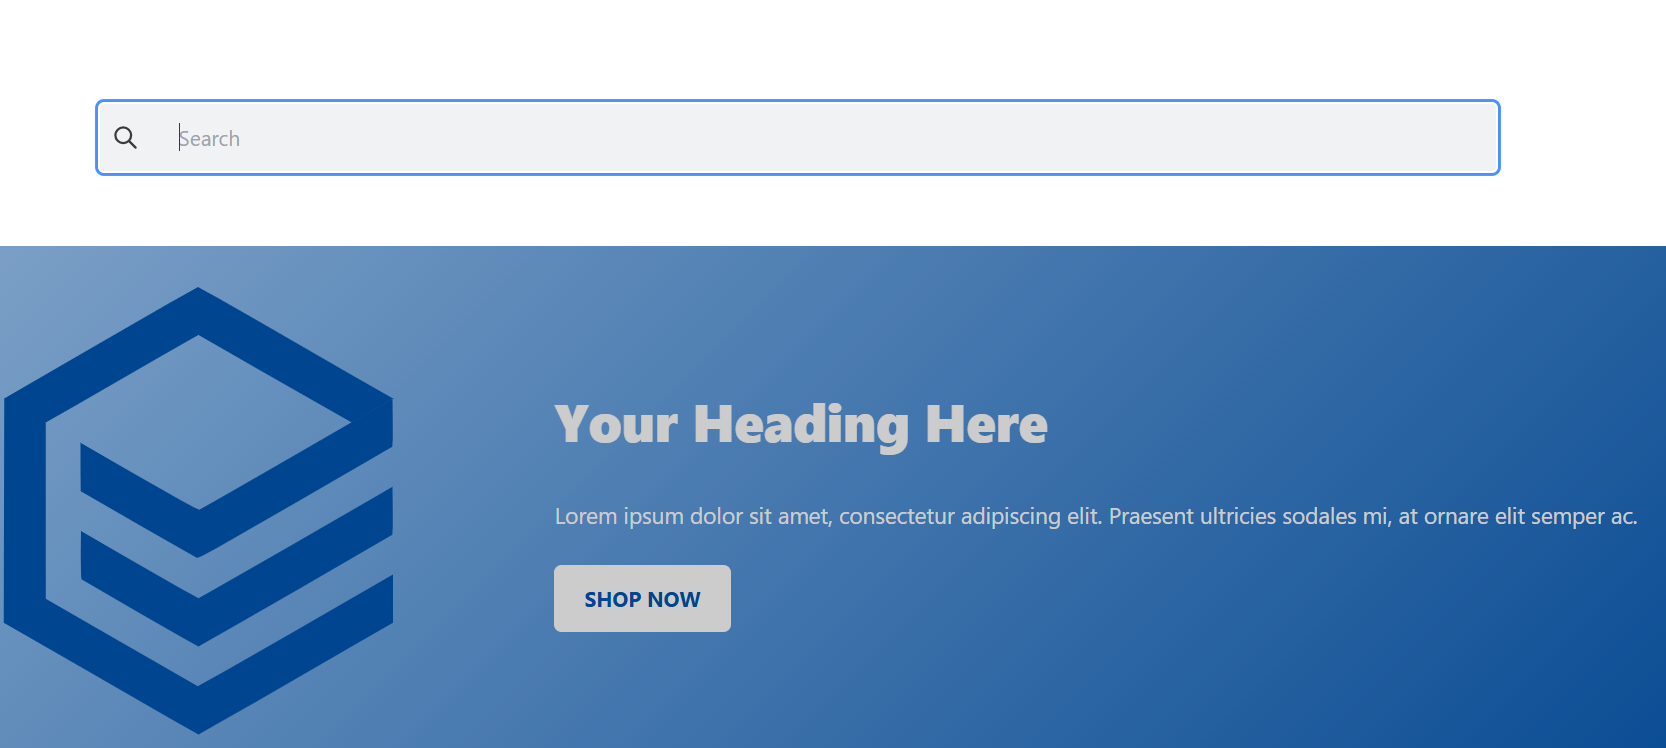 Search
Your Heading Here
Lorem ipsum dolor sit amet, consectetur adipiscing elit. Praesent ultricies sodales mi, at ornare elit semper ac.
SHOP NOW